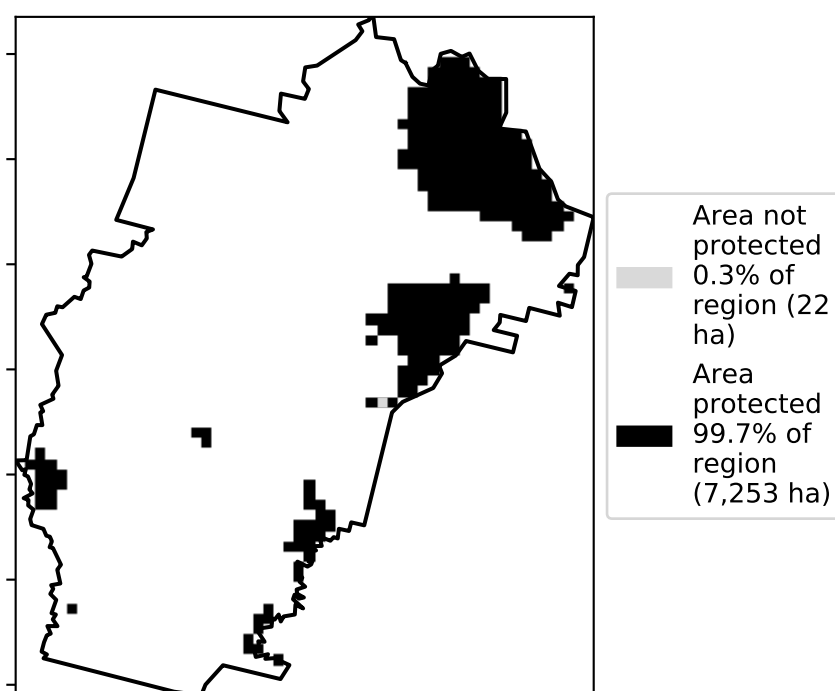 Area not
protected
0.3% of
region (22
ha)
Area
protected
99.7% of
region
(7,253 ha)